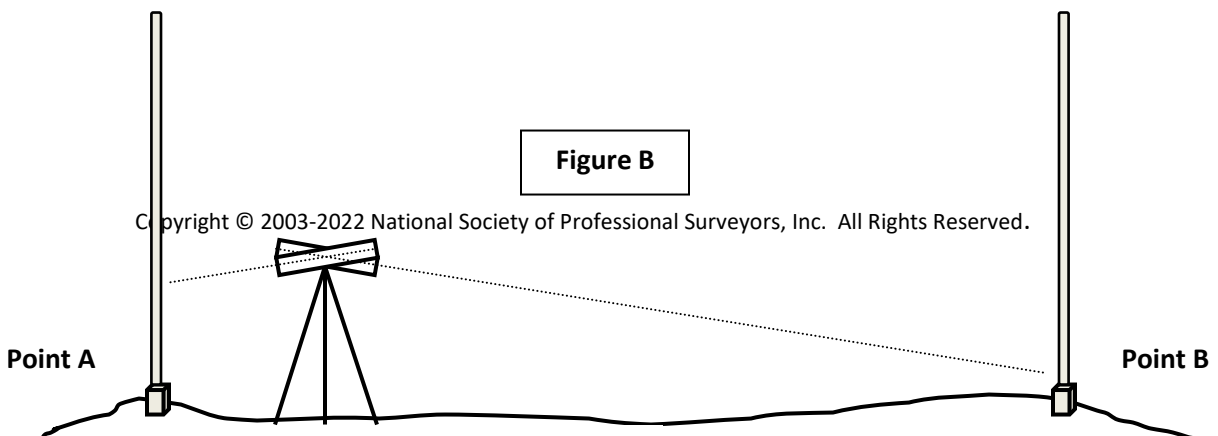 Figure B
Copyright © 2003-2022 National Society of Professional Surveyors, Inc.  All Rights Reserved.
Point A
Point B